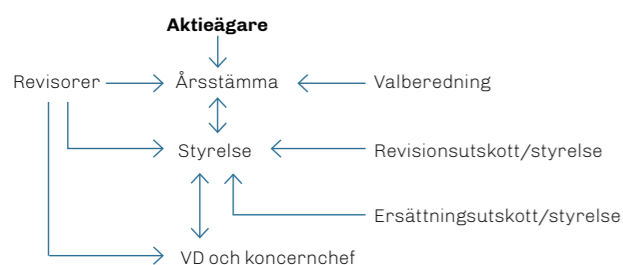 Aktieägare
Revisorer
Årsstämma
Valberedning
Styrelse
Revisionsutskott/styrelse
Ersättningsutskott/styrelse
VD och koncernchef